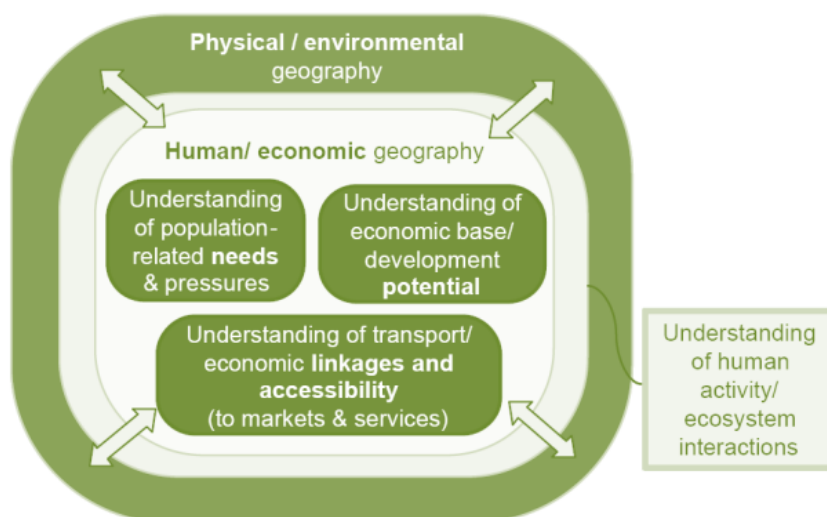 Physical / environmental
geography
Human/ economic geography
Understanding
of population-
related needs
& pressures
Understanding of
economic base/
development
potential
Understanding of transport/
economic linkages and
accessibility
(to markets & services)
Understanding
of human
activity/
ecosystem
interactions